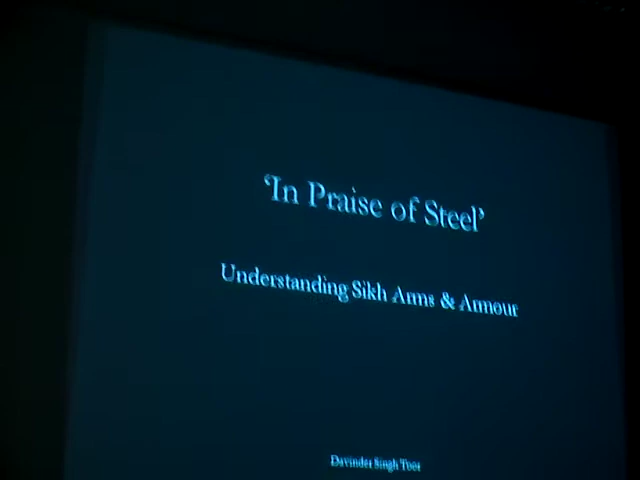 'In Praise of Steel'
Understanding Sikh Arms & Armour
Davinder Singh Toor